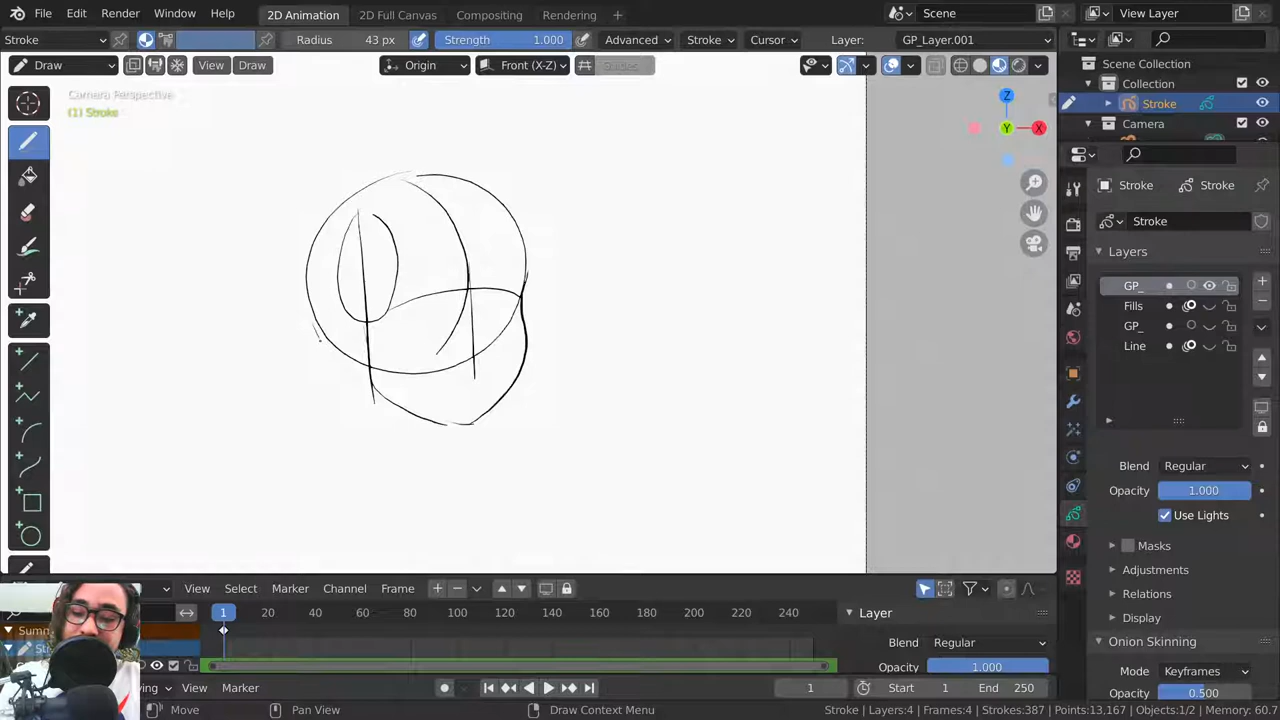 File Edit Render Window Help 2D Animation 2D Full Canvas Compositing Rendering + Scene View Layer
Stroke Radius 43 px Strength 1.000 Advanced Stroke Cursor Layer: GP_Layer.001
Draw View Draw Origin Front (X-Z) Guides
Scene Collection
Collection
Stroke
Camera
Camera Perspective
(1) Stroke
Z
Y
X
Stroke Stroke
Stroke
Layers
GP_
Fills
GP_
Line
Blend Regular
Opacity 1.000
Use Lights
Masks
Adjustments
Relations
Display
Onion Skinning
Mode Keyframes
Opacity 0.500
View Select Marker Channel Frame
1 20 40 60 80 100 120 140 160 180 200 220 240
Layer
Summ
Blend Regular
Opacity 1.000
ying View Marker 1 Start 1 End 250
Move Pan View Draw Context Menu Stroke | Layers:4 | Frames:4 | Strokes:387 | Points:13,167 | Objects:1/2 | Memory: 60.7